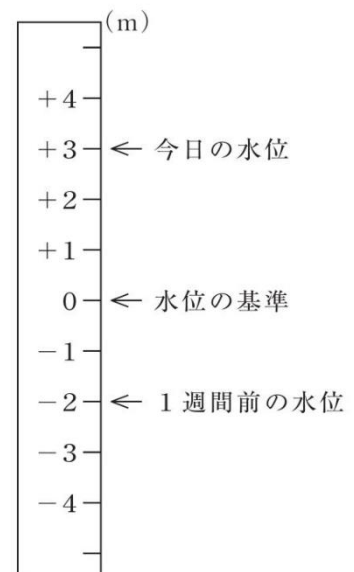 (m)
+4
+3 ← 今日の水位
+2
+1
0 ← 水位の基準
−1
−2 ← 1週間前の水位
−3
−4